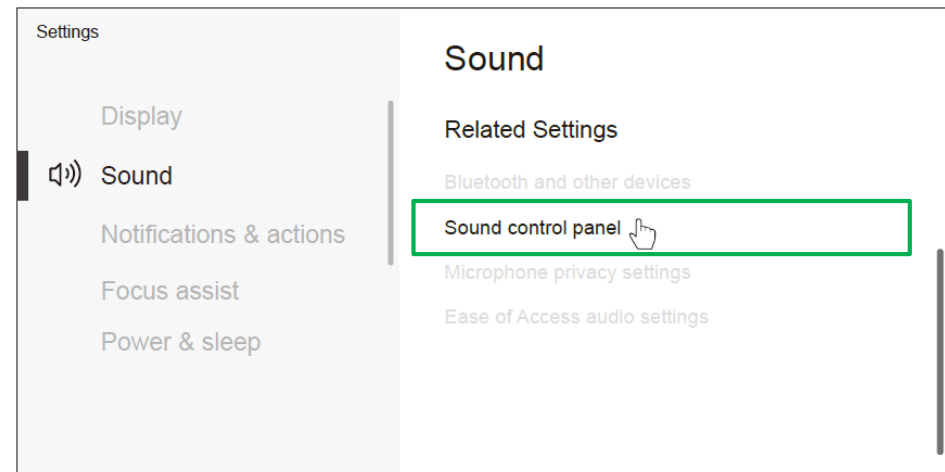 Settings
Display
Sound
Notifications & actions
Focus assist
Power & sleep
Sound
Related Settings
Bluetooth and other devices
Sound control panel
Microphone privacy settings
Ease of Access audio settings